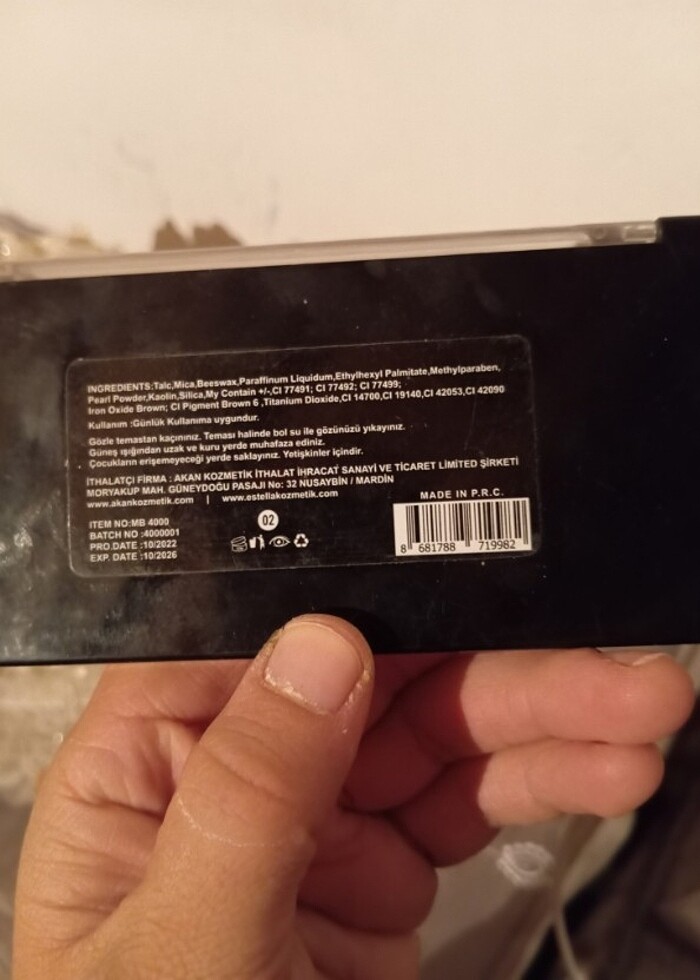 INGREDIENTS:Talc,Mica,Beeswax,Paraffinum Liquidum,Ethylhexyl Palmitate,Methylparaben,
Pearl Powder,Kaolin,Silica,My Contain +/-,CI 77491; CI 77492; CI 77499;
Iron Oxide Brown; CI Pigment Brown 6 ,Titanium Dioxide,CI 14700,CI 19140,CI 42053,CI 42090
Kullanım :Günlük Kullanıma uygundur.
Gözle temastan kaçınınız. Teması halinde bol su ile gözünüzü yıkayınız.
Güneş ışığından uzak ve kuru yerde muhafaza ediniz.
Çocukların erişemeyeceği yerde saklayınız. Yetişkinler içindir.
İTHALATÇI FİRMA : AKAN KOZMETİK İTHALAT İHRACAT SANAYİ VE TİCARET LİMİTED ŞİRKETİ
MORYAKUP MAH. GÜNEYDOĞU PASAJI No: 32 NUSAYBİN / MARDİN
www.akankozmetik.com | www.estellakozmetik.com
MADE IN P.R.C.
ITEM NO:MB 4000
BATCH NO :4000001
PRO.DATE :10/2022
EXP. DATE :10/2026
02
8 681788 719982